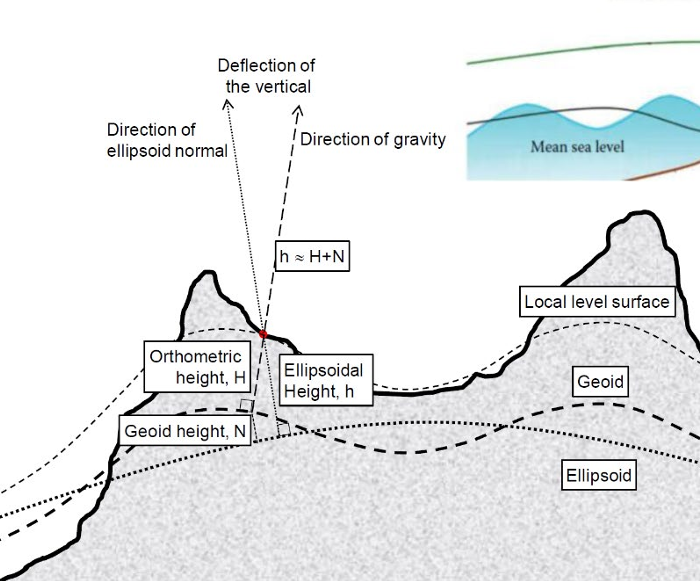 Deflection of
the vertical
Direction of
ellipsoid normal
Direction of gravity
Mean sea level
h ≈ H+N
Local level surface
Orthometric
height, H
Ellipsoidal
Height, h
Geoid
Geoid height, N
Ellipsoid